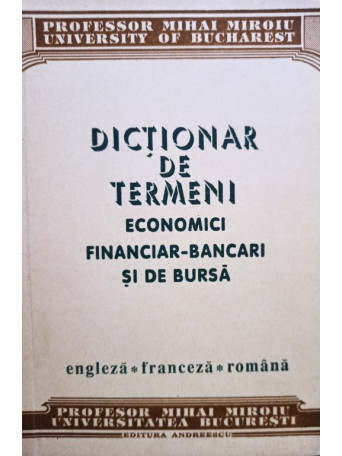 PROFESSOR MIHAI MIROIU
UNIVERSITY OF BUCHAREST
DICȚIONAR
DE
TERMENI
ECONOMICI
FINANCIAR-BANCARI
ȘI DE BURSĂ
engleză * franceză * română
PROFESOR MIHAI MIROIU
UNIVERSITATEA BUCUREȘTI
EDITURA ANDREESCU